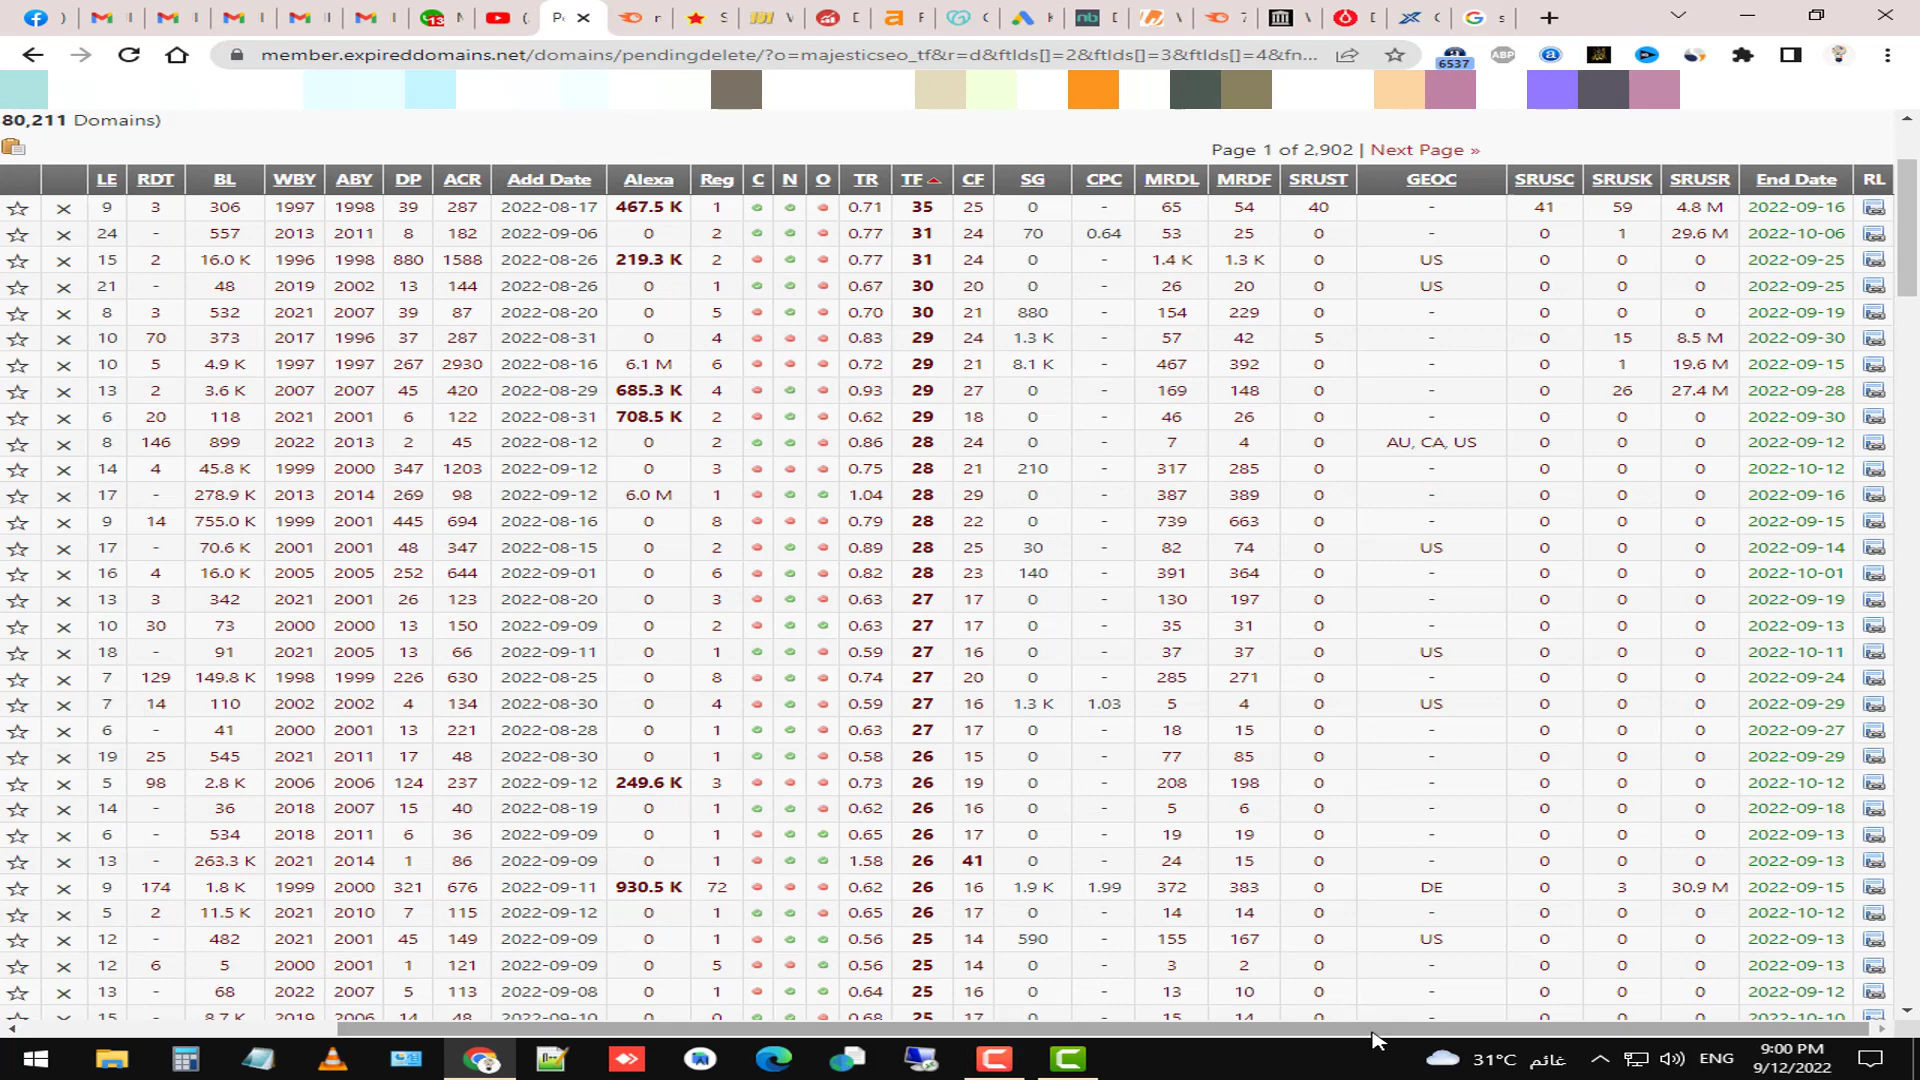 13
member.expireddomains.net/domains/pendingdelete/?o=majesticseo_tf&r=d&ftlds[]=2&ftlds[]=3&ftlds[]=4&fn...
6537
ABP
80,211 Domains)
Page 1 of 2,902 | Next Page »
LE RDT BL WBY ABY DP ACR Add Date Alexa Reg C N O TR TF CF SG CPC MRDL MRDF SRUST GEOC SRUSC SRUSK SRUSR End Date RL
9 3 306 1997 1998 39 287 2022-08-17 467.5 K 1 0.71 35 25 0 - 65 54 40 - 41 59 4.8 M 2022-09-16
24 - 557 2013 2011 8 182 2022-09-06 0 2 0.77 31 24 70 0.64 53 25 0 - 0 1 29.6 M 2022-10-06
15 2 16.0 K 1996 1998 880 1588 2022-08-26 219.3 K 2 0.77 31 24 0 - 1.4 K 1.3 K 0 US 0 0 0 2022-09-25
21 - 48 2019 2002 13 144 2022-08-26 0 1 0.67 30 20 0 - 26 20 0 US 0 0 0 2022-09-25
8 3 532 2021 2007 39 87 2022-08-20 0 5 0.70 30 21 880 - 154 229 0 - 0 0 0 2022-09-19
10 70 373 2017 1996 37 287 2022-08-31 0 4 0.83 29 24 1.3 K - 57 42 5 - 0 15 8.5 M 2022-09-30
10 5 4.9 K 1997 1997 267 2930 2022-08-16 6.1 M 6 0.72 29 21 8.1 K - 467 392 0 - 0 1 19.6 M 2022-09-15
13 2 3.6 K 2007 2007 45 420 2022-08-29 685.3 K 4 0.93 29 27 0 - 169 148 0 - 0 26 27.4 M 2022-09-28
6 20 118 2021 2001 6 122 2022-08-31 708.5 K 2 0.62 29 18 0 - 46 26 0 - 0 0 0 2022-09-30
8 146 899 2022 2013 2 45 2022-08-12 0 2 0.86 28 24 0 - 7 4 0 AU, CA, US 0 0 0 2022-09-12
14 4 45.8 K 1999 2000 347 1203 2022-09-12 0 3 0.75 28 21 210 - 317 285 0 - 0 0 0 2022-10-12
17 - 278.9 K 2013 2014 269 98 2022-09-12 6.0 M 1 1.04 28 29 0 - 387 389 0 - 0 0 0 2022-09-16
9 14 755.0 K 1999 2001 445 694 2022-08-16 0 8 0.79 28 22 0 - 739 663 0 - 0 0 0 2022-09-15
17 - 70.6 K 2001 2001 48 347 2022-08-15 0 2 0.89 28 25 30 - 82 74 0 US 0 0 0 2022-09-14
16 4 16.0 K 2005 2005 252 644 2022-09-01 0 6 0.82 28 23 140 - 391 364 0 - 0 0 0 2022-10-01
13 3 342 2021 2001 26 123 2022-08-20 0 3 0.63 27 17 0 - 130 197 0 - 0 0 0 2022-09-19
10 30 73 2000 2000 13 150 2022-09-09 0 2 0.63 27 17 0 - 35 31 0 - 0 0 0 2022-09-13
18 - 91 2021 2005 13 66 2022-09-11 0 1 0.59 27 16 0 - 37 37 0 US 0 0 0 2022-10-11
7 129 149.8 K 1998 1999 226 630 2022-08-25 0 8 0.74 27 20 0 - 285 271 0 - 0 0 0 2022-09-24
7 14 110 2002 2002 4 134 2022-08-30 0 4 0.59 27 16 1.3 K 1.03 5 4 0 US 0 0 0 2022-09-29
6 - 41 2000 2001 13 221 2022-08-28 0 1 0.63 27 17 0 - 18 15 0 - 0 0 0 2022-09-27
19 25 545 2021 2011 17 48 2022-08-30 0 1 0.58 26 15 0 - 77 85 0 - 0 0 0 2022-09-29
5 98 2.8 K 2006 2006 124 237 2022-09-12 249.6 K 3 0.73 26 19 0 - 208 198 0 - 0 0 0 2022-10-12
14 - 36 2018 2007 15 40 2022-08-19 0 1 0.62 26 16 0 - 5 6 0 - 0 0 0 2022-09-18
6 - 534 2018 2011 6 36 2022-09-09 0 1 0.65 26 17 0 - 19 19 0 - 0 0 0 2022-09-13
13 - 263.3 K 2021 2014 1 86 2022-09-09 0 1 1.58 26 41 0 - 24 15 0 - 0 0 0 2022-09-13
9 174 1.8 K 1999 2000 321 676 2022-09-11 930.5 K 72 0.62 26 16 1.9 K 1.99 372 383 0 DE 0 3 30.9 M 2022-09-15
5 2 11.5 K 2021 2010 7 115 2022-09-12 0 1 0.65 26 17 0 - 14 14 0 - 0 0 0 2022-10-12
12 - 482 2021 2001 45 149 2022-09-09 0 1 0.56 25 14 590 - 155 167 0 US 0 0 0 2022-09-13
12 6 5 2000 2001 1 121 2022-09-09 0 5 0.56 25 14 0 - 3 2 0 - 0 0 0 2022-09-13
13 - 68 2022 2007 5 113 2022-09-08 0 1 0.64 25 16 0 - 13 10 0 - 0 0 0 2022-09-12
15 - 8.7 K 2019 2006 14 48 2022-09-10 0 0 0.68 25 17 0 - 15 14 0 - 0 0 0 2022-10-10
31°C غائم ENG 9:00 PM
9/12/2022